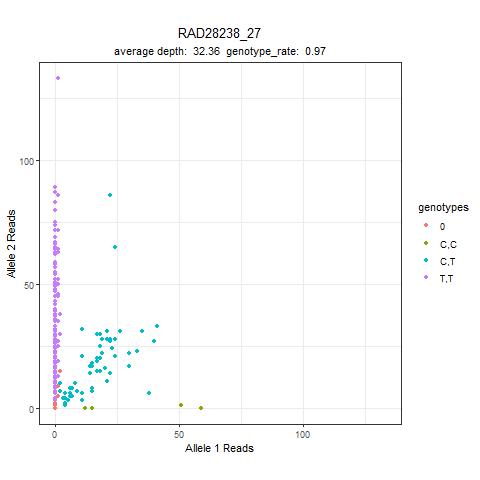 RAD28238_27
average depth:  32.36  genotype_rate:  0.97
100
50
0
Allele 2 Reads
0
50
100
Allele 1 Reads
genotypes
0
C,C
C,T
T,T